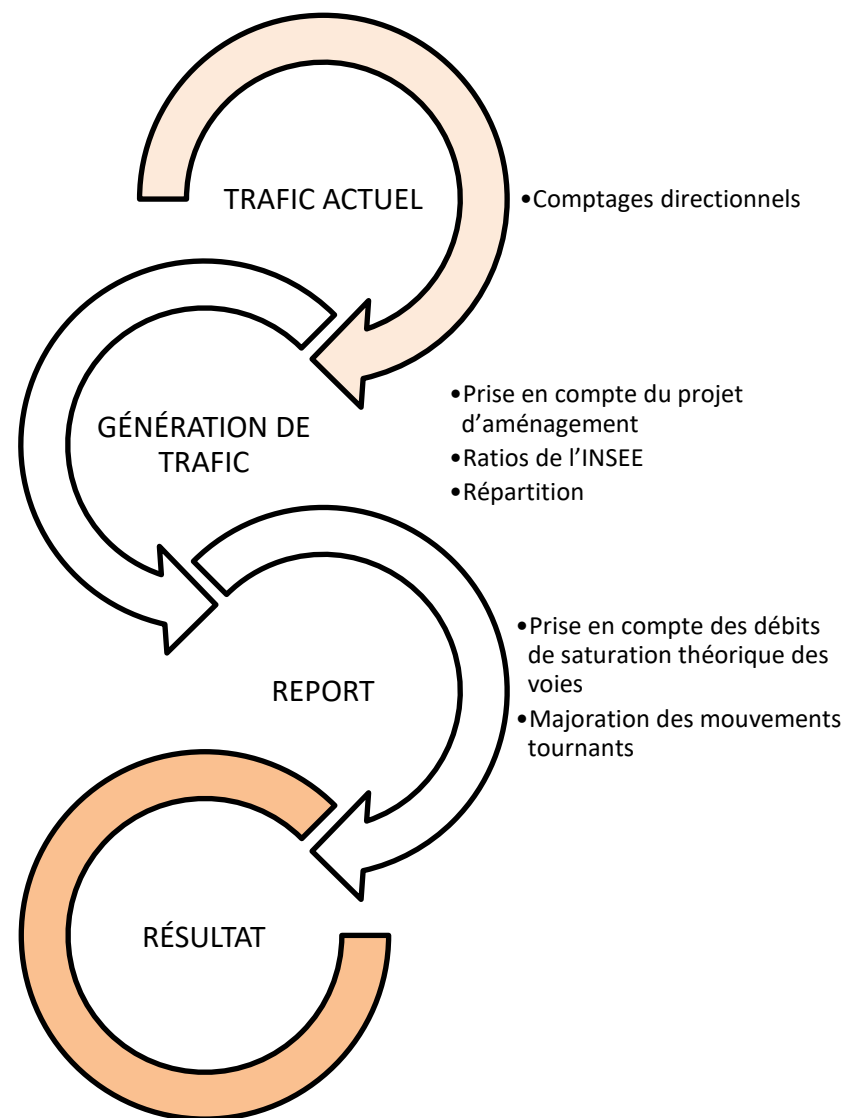 TRAFIC ACTUEL
•Comptages directionnels
GÉNÉRATION DE
TRAFIC
•Prise en compte du projet
d’aménagement
•Ratios de l’INSEE
•Répartition
REPORT
•Prise en compte des débits
de saturation théorique des
voies
•Majoration des mouvements
tournants
RÉSULTAT